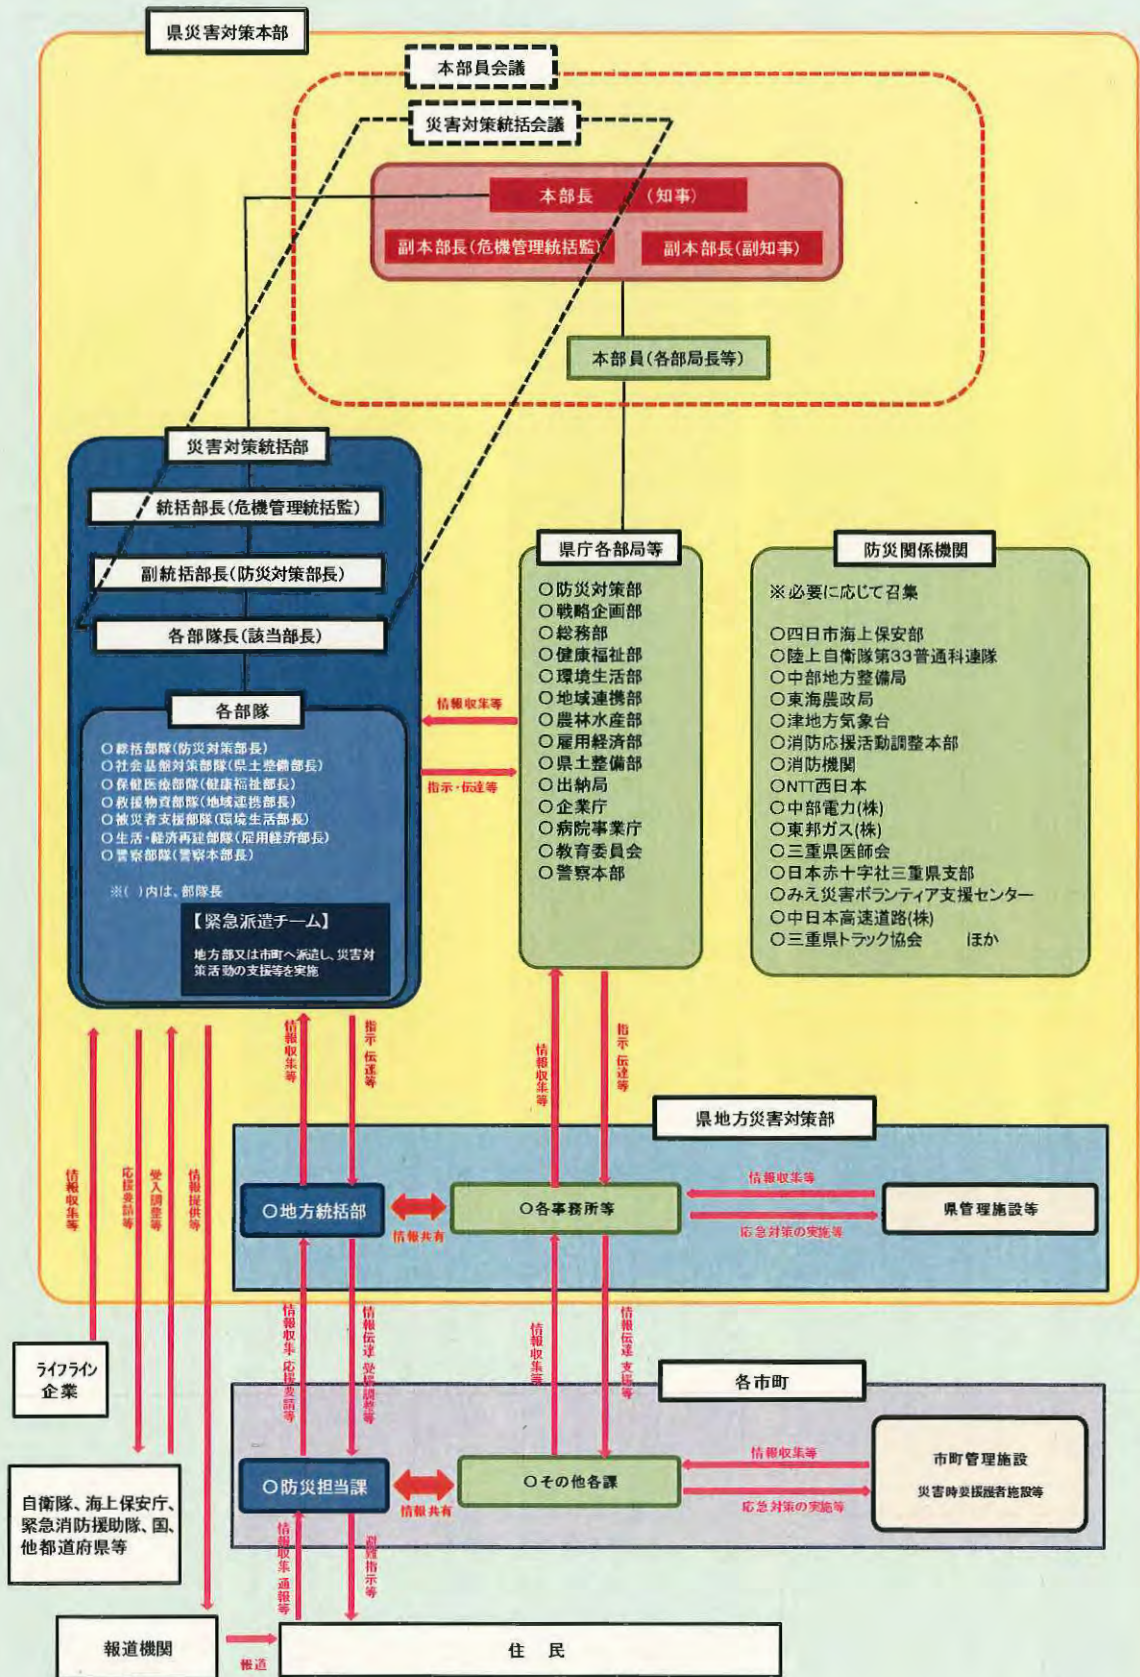 県災害対策本部
本部員会議
災害対策統括会議
本部長　　(知事)
副本部長(危機管理統括監)
副本部長(副知事)
本部員(各部局長等)
災害対策統括部
統括部長(危機管理統括監)
副統括部長(防災対策部長)
各部隊長(該当部長)
各部隊
○総括部隊(防災対策部長)
○社会基盤対策部隊(県土整備部長)
○保健医療部隊(健康福祉部長)
○救援物資部隊(地域連携部長)
○被災者支援部隊(環境生活部長)
○生活・経済再建部隊(雇用経済部長)
○警察部隊(警察本部長)
※( )内は、部隊長
【緊急派遣チーム】
地方部又は市町へ派遣し、災害対
策活動の支援等を実施
情報収集等
指示・伝達等
県庁各部局等
○防災対策部
○戦略企画部
○総務部
○健康福祉部
○環境生活部
○地域連携部
○農林水産部
○雇用経済部
○県土整備部
○出納局
○企業庁
○病院事業庁
○教育委員会
○警察本部
防災関係機関
※必要に応じて召集
○四日市海上保安部
○陸上自衛隊第33普通科連隊
○中部地方整備局
○東海農政局
○津地方気象台
○消防応援活動調整本部
○消防機関
○NTT西日本
○中部電力(株)
○東邦ガス(株)
○三重県医師会
○日本赤十字社三重県支部
○みえ災害ボランティア支援センター
○中日本高速道路(株)
○三重県トラック協会　　ほか
情報収集等
指示 伝達等
情報収集等
指示 伝達等
情報収集等
応援要請等
受入調整等
情報提供等
県地方災害対策部
○地方統括部
情報共有
○各事務所等
情報収集等
応急対策の実施等
県管理施設等
情報収集 応援要請等
情報伝達 受援調整等
情報収集等
情報伝達 支援等
ライフライン
企業
各市町
○防災担当課
情報共有
○その他各課
情報収集等
応急対策の実施等
市町管理施設
災害時要援護者施設等
自衛隊、海上保安庁、
緊急消防援助隊、国、
他都道府県等
情報収集 通報等
避難指示等
報道機関
報道
住　民